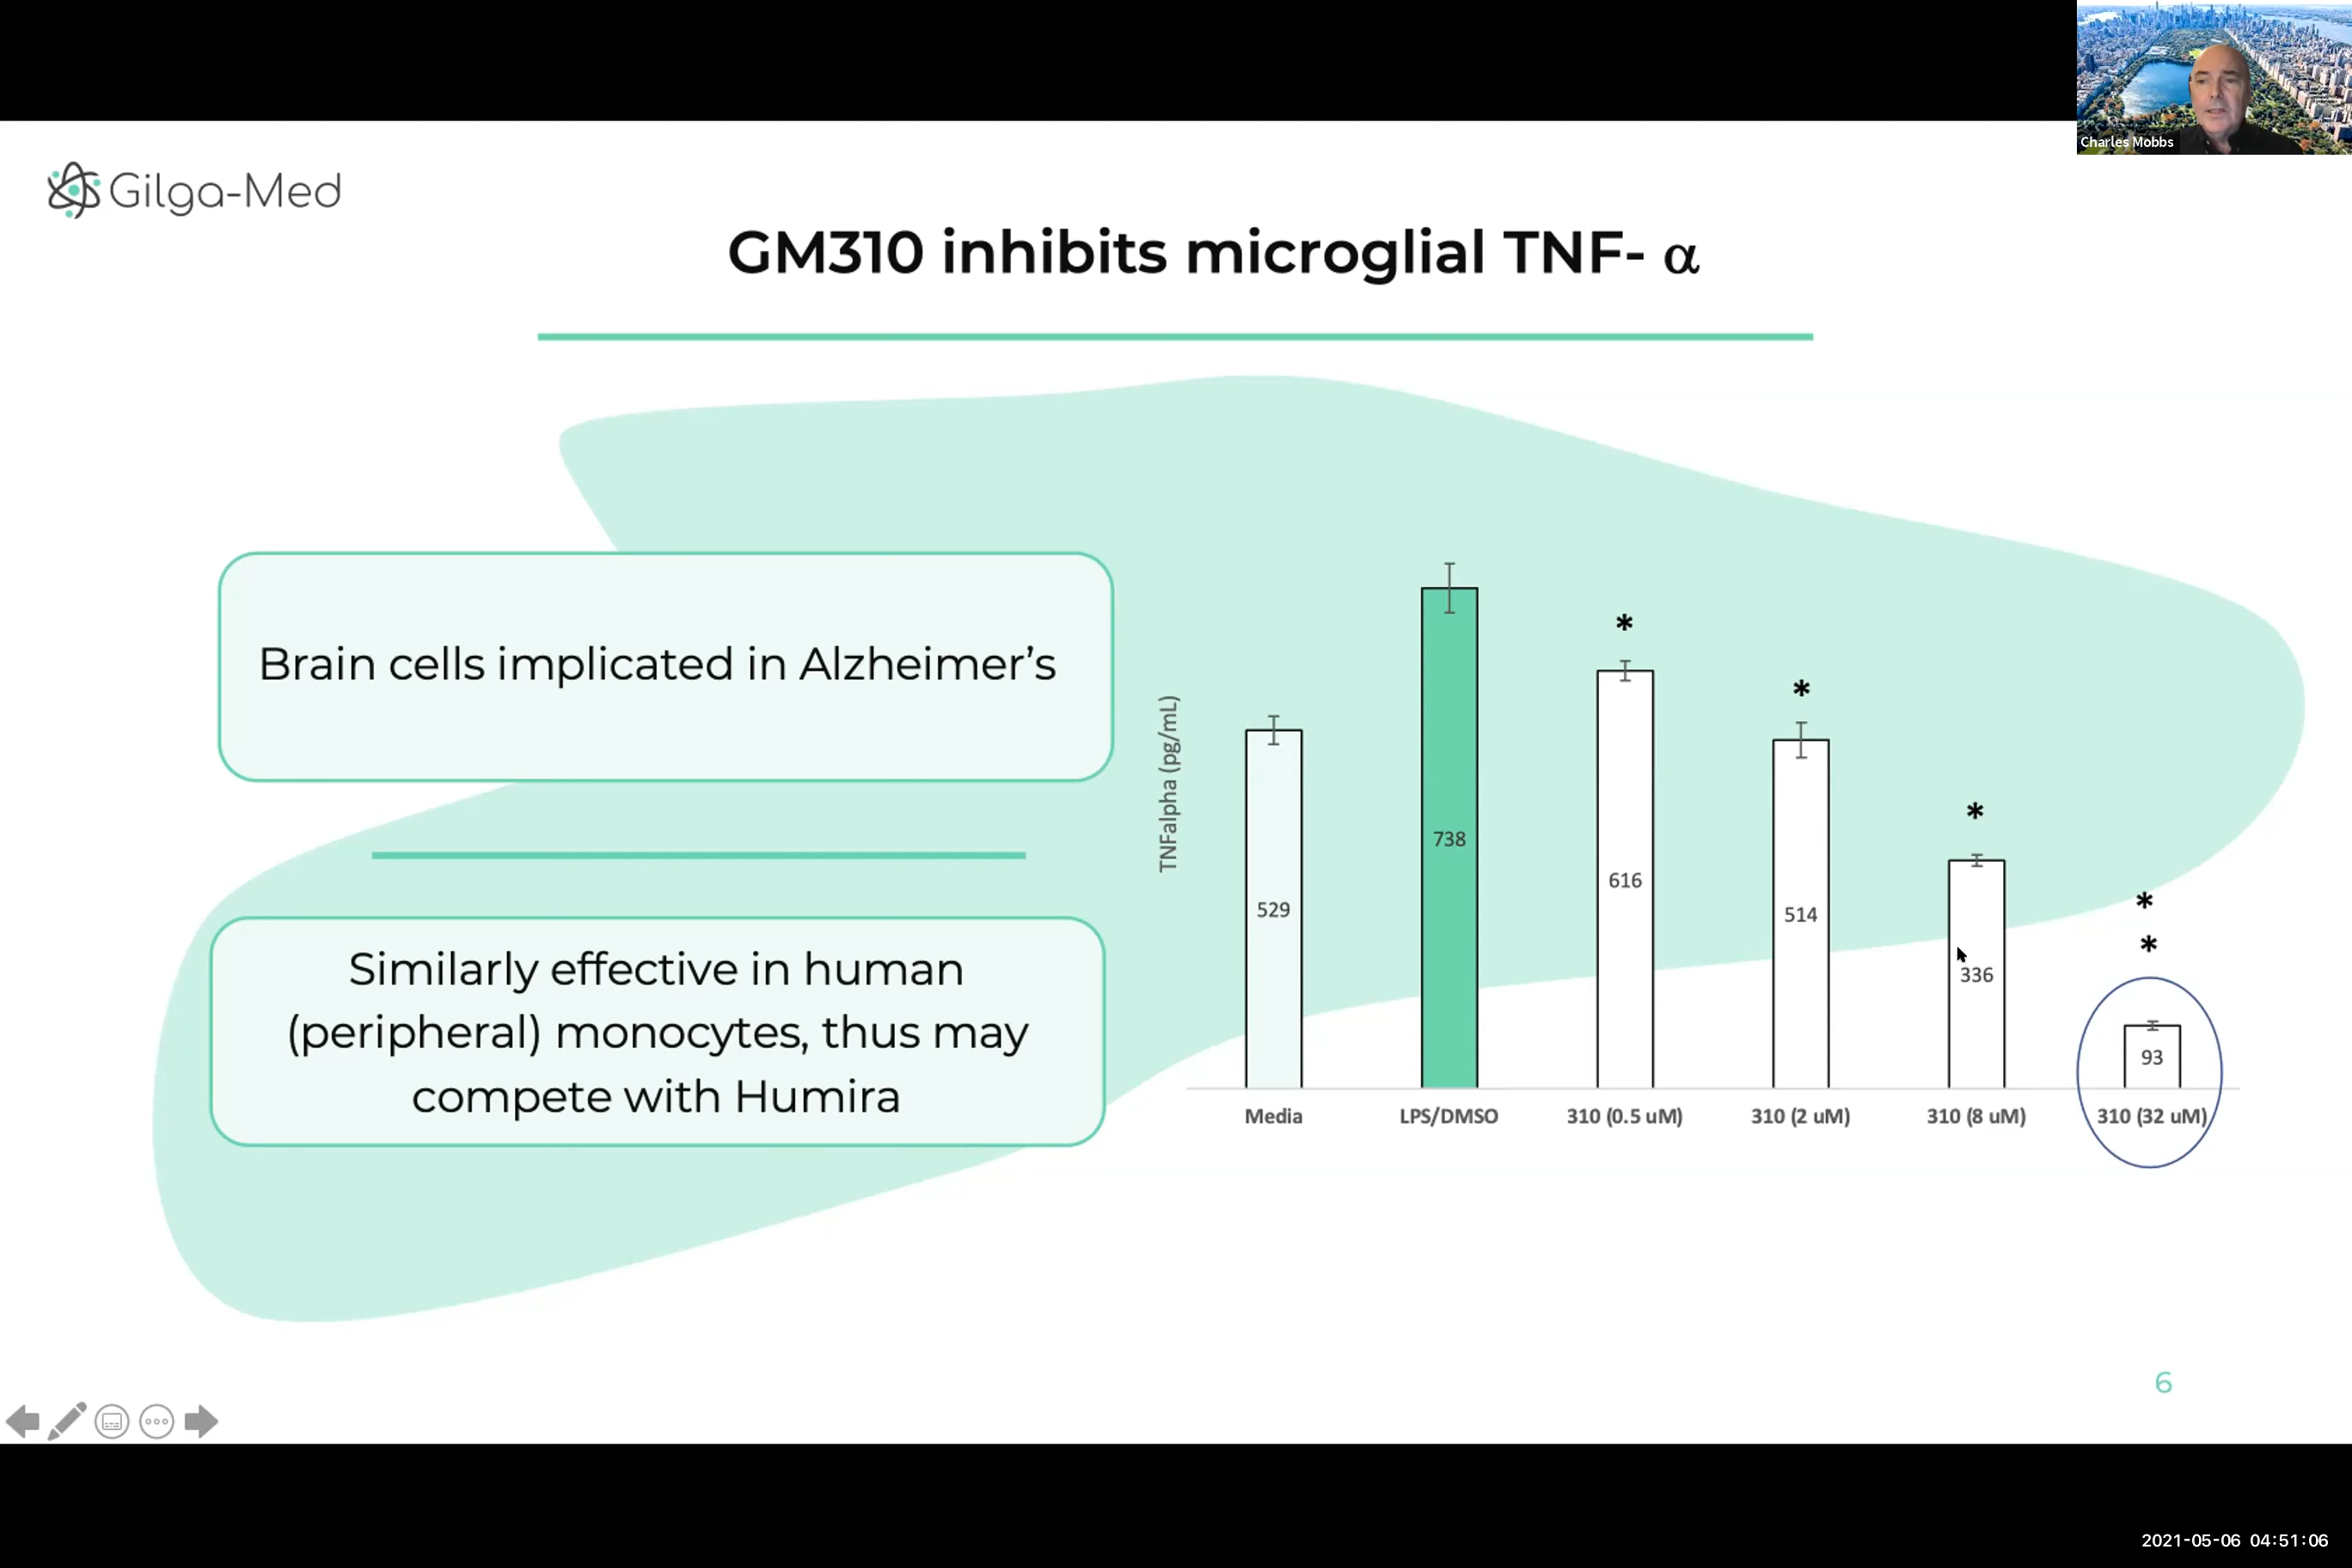 Charles Mobbs
Gilga-Med
GM310 inhibits microglial TNF- α
Brain cells implicated in Alzheimer’s
Similarly effective in human
(peripheral) monocytes, thus may
compete with Humira
TNFalpha (pg/mL)
*
*
*
*
*
529
738
616
514
336
93
Media
LPS/DMSO
310 (0.5 uM)
310 (2 uM)
310 (8 uM)
310 (32 uM)
6
2021-05-06 04:51:06